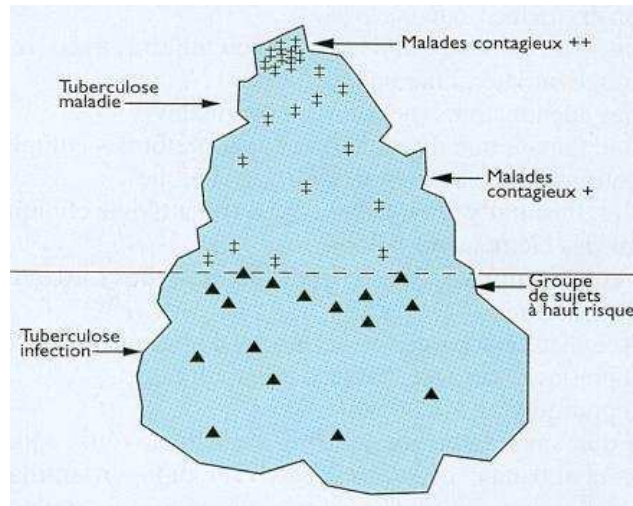 Malades contagieux ++
Tuberculose
maladie
Malades
contagieux +
Groupe
de sujets
à haut risque
Tuberculose
infection